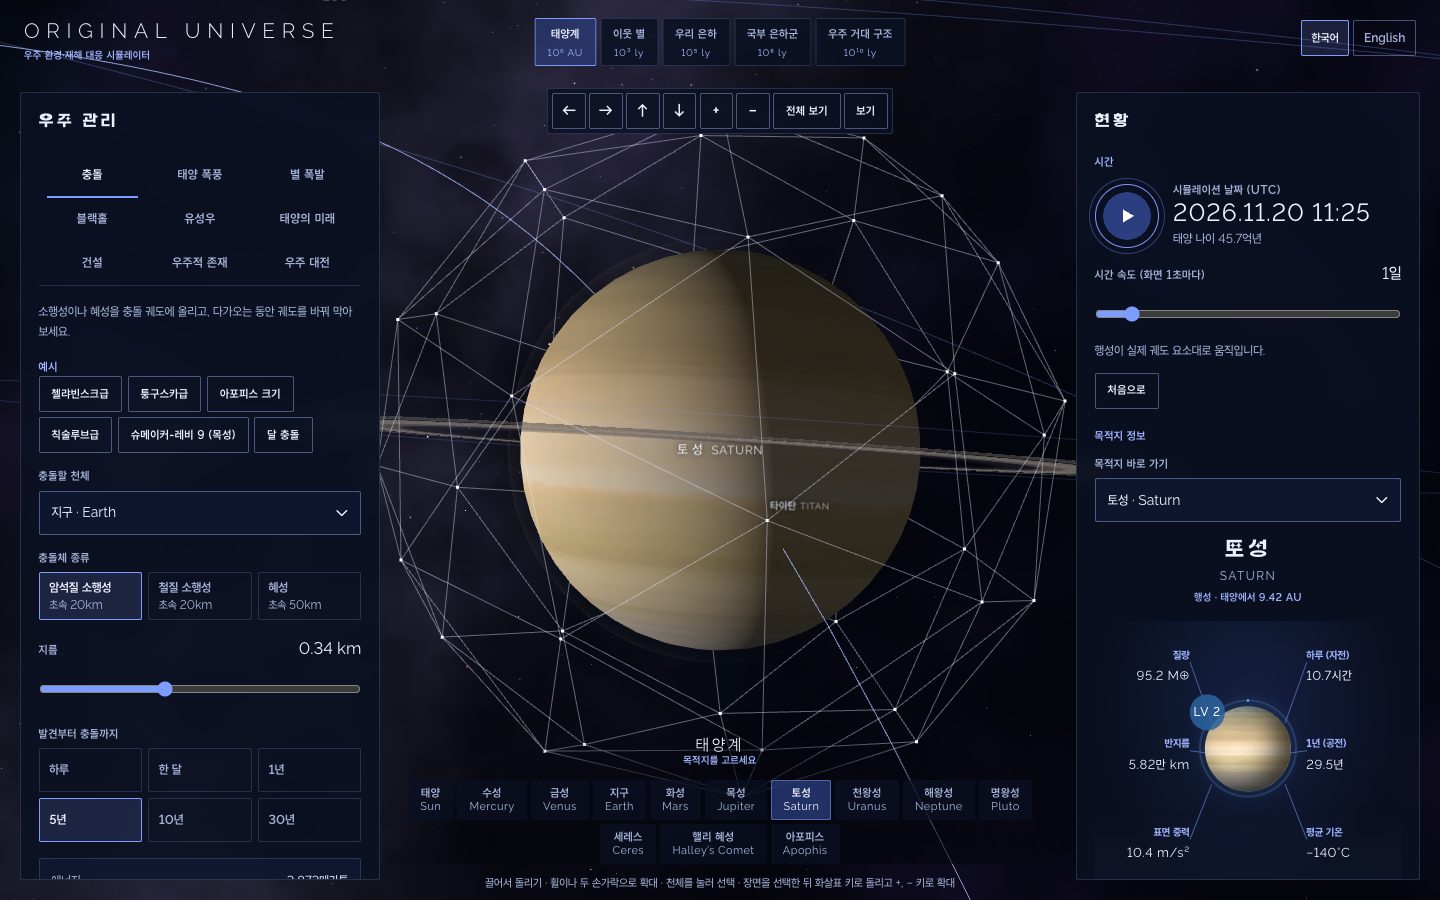 ORIGINAL UNIVERSE
우주 환경·재해 대응 시뮬레이터
태양계
10⁰ AU
이웃 별
10³ ly
우리 은하
10⁵ ly
국부 은하군
10⁶ ly
우주 거대 구조
10¹⁰ ly
한국어
English
← → ↑ ↓ + − 전체 보기 보기
우주 관리
충돌 태양 폭풍 별 폭발
블랙홀 유성우 태양의 미래
건설 우주적 존재 우주 대전
소행성이나 혜성을 충돌 궤도에 올리고, 다가오는 동안 궤도를 바꿔 막아
보세요.
예시
첼랴빈스크급 퉁구스카급 아포피스 크기
칙술루브급 슈메이커-레비 9 (목성) 달 충돌
충돌할 천체
지구 · Earth
충돌체 종류
암석질 소행성
초속 20km
철질 소행성
초속 20km
혜성
초속 50km
지름 0.34 km
발견부터 충돌까지
하루 한 달 1년
5년 10년 30년
토성 SATURN
타이탄 TITAN
태양계
목적지를 고르세요
태양
Sun
수성
Mercury
금성
Venus
지구
Earth
화성
Mars
목성
Jupiter
토성
Saturn
천왕성
Uranus
해왕성
Neptune
명왕성
Pluto
세레스
Ceres
핼리 혜성
Halley's Comet
아포피스
Apophis
끌어서 돌리기 · 휠이나 두 손가락으로 확대 · 천체를 눌러 선택 · 장면을 선택한 뒤 화살표 키로 돌리고 +, − 키로 확대
현황
시간
시뮬레이션 날짜 (UTC)
2026.11.20 11:25
태양 나이 45.7억년
시간 속도 (화면 1초마다) 1일
행성이 실제 궤도 요소대로 움직입니다.
처음으로
목적지 정보
목적지 바로 가기
토성 · Saturn
토성
SATURN
행성 · 태양에서 9.42 AU
질량
95.2 M⊕
하루 (자전)
10.7시간
LV 2
반지름
5.82만 km
1년 (공전)
29.5년
표면 중력
10.4 m/s²
평균 기온
−140°C